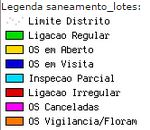 Legenda saneamento_lotes:
Limite Distrito
Ligacao Regular
OS em Aberto
OS em Visita
Inspecao Parcial
Ligacao Irregular
OS Canceladas
OS Vigilancia/Floram